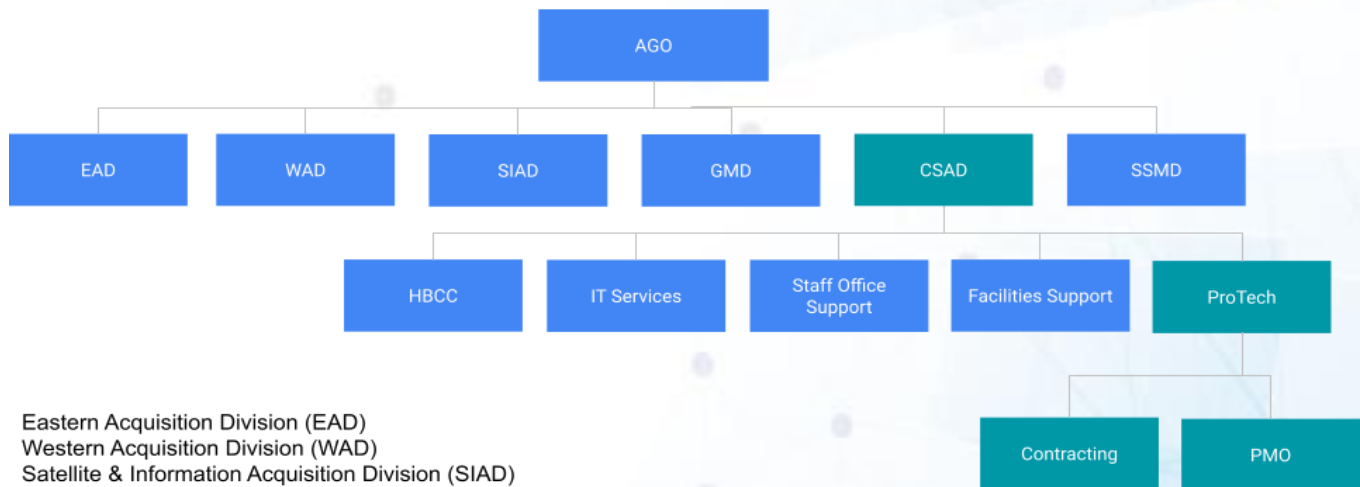 AGO
EAD
WAD
SIAD
GMD
CSAD
SSMD
HBCC
IT Services
Staff Office
Support
Facilities Support
ProTech
Eastern Acquisition Division (EAD)
Western Acquisition Division (WAD)
Satellite & Information Acquisition Division (SIAD)
Contracting
PMO